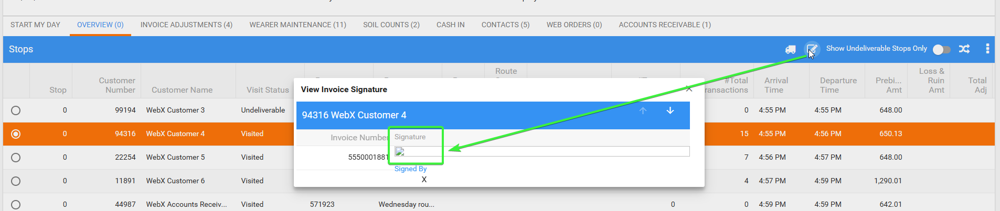 START MY DAY OVERVIEW (0) INVOICE ADJUSTMENTS (4) WEARER MAINTENANCE (11) SOIL COUNTS (2) CASH IN CONTACTS (5) WEB ORDERS (0) ACCOUNTS RECEIVABLE (1)
Stops Show Undeliverable Stops Only
Stop Customer Number Customer Name Visit Status Route #Total Arrival Time Departure Time Prebi... Amt Loss & Ruin Amt Total Adj
View Invoice Signature
0 99194 WebX Customer 3 Undeliverable 0 4:55 PM 4:55 PM 648.00
94316 WebX Customer 4
0 94316 WebX Customer 4 Visited 15 4:55 PM 4:56 PM 650.13
Invoice Number Signature
0 22254 WebX Customer 5 Visited 7 4:56 PM 4:57 PM 648.00
5550001881
Signed By
X
0 11891 WebX Customer 6 Visited 4 4:57 PM 4:59 PM 1,290.01
0 44987 WebX Accounts Receiv... Visited 571923 Wednesday rou... 0 0 4:59 PM 4:59 PM 642.01